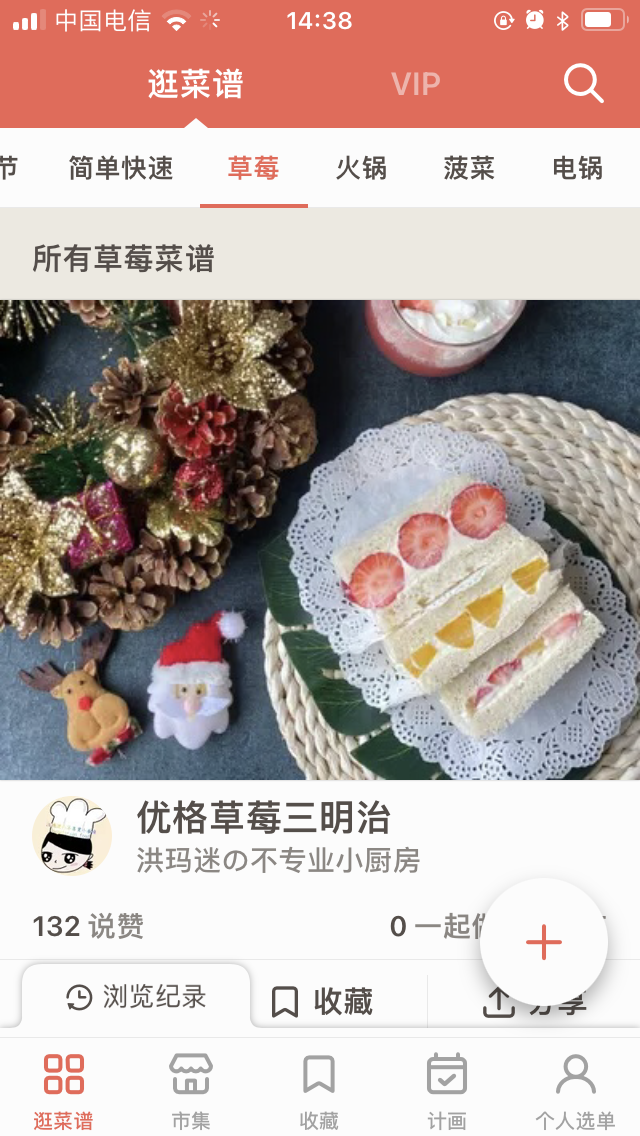 中国电信 14:38
逛菜谱 VIP
节 简单快速 草莓 火锅 菠菜 电锅
所有草莓菜谱
优格草莓三明治
洪玛迷の不专业小厨房
132 说赞 0 一起
浏览纪录 收藏 分享
逛菜谱 市集 收藏 计画 个人选单